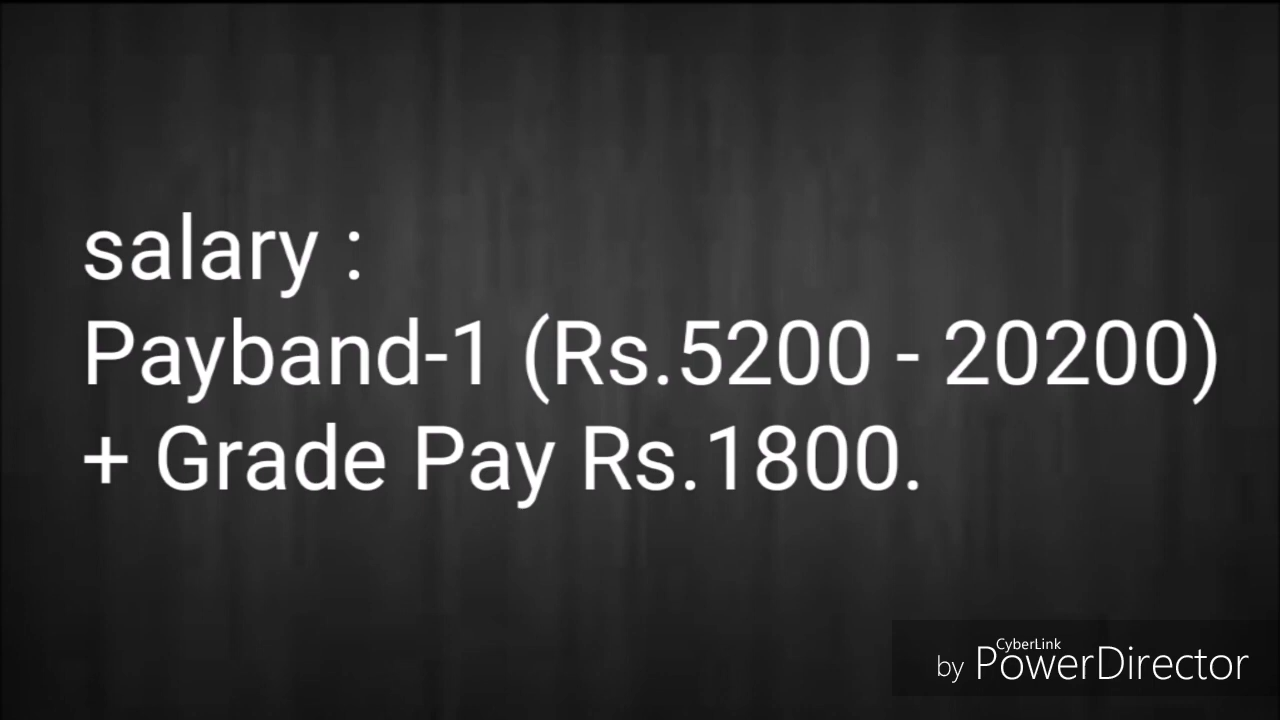 salary :
Payband-1 (Rs.5200 - 20200)
+ Grade Pay Rs.1800.
CyberLink
by PowerDirector